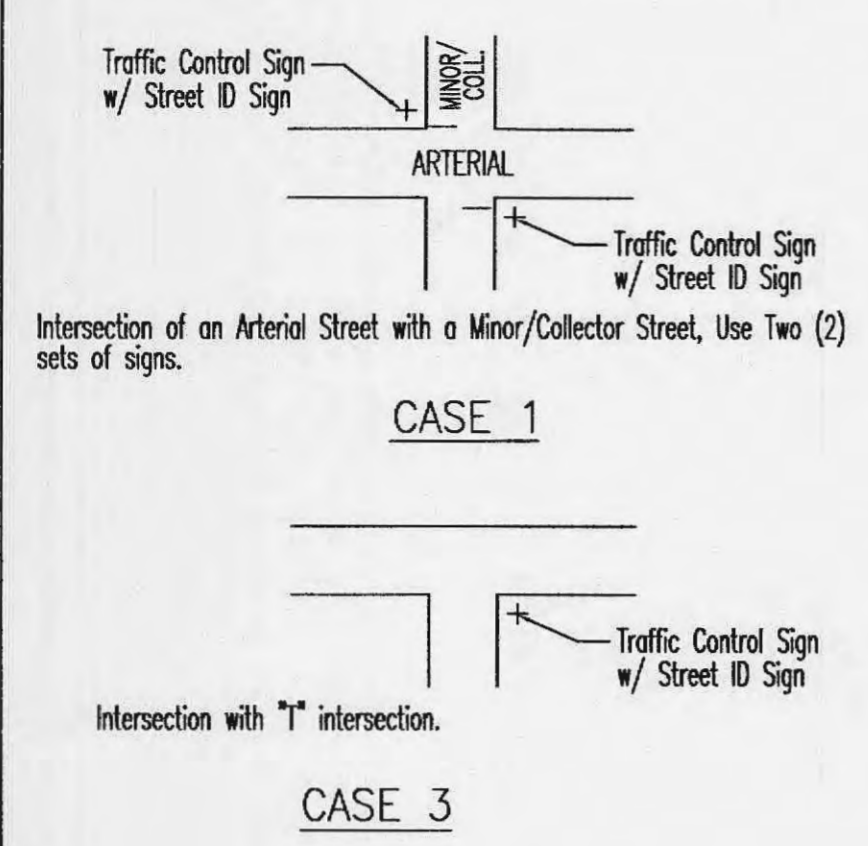 Traffic Control Sign
w/ Street ID Sign
MINOR/
COLL.
ARTERIAL
Traffic Control Sign
w/ Street ID Sign
Intersection of an Arterial Street with a Minor/Collector Street, Use Two (2)
sets of signs.
CASE 1
Traffic Control Sign
w/ Street ID Sign
Intersection with "T" intersection.
CASE 3